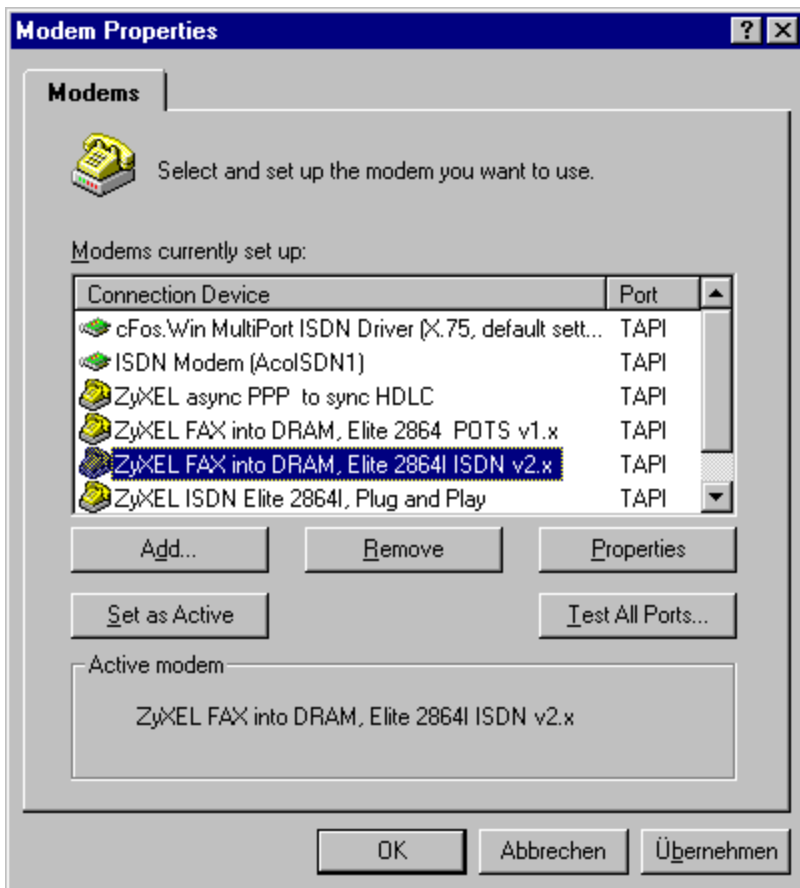 Modem Properties
Modems
Select and set up the modem you want to use.
Modems currently set up:
Connection Device Port
cFos.Win MultiPort ISDN Driver (X.75, default sett... TAPI
ISDN Modem (AcoISDN1) TAPI
ZyXEL async PPP  to sync HDLC TAPI
ZyXEL FAX into DRAM, Elite 2864  POTS v1.x TAPI
ZyXEL FAX into DRAM, Elite 2864I ISDN v2.x TAPI
ZyXEL ISDN Elite 2864I, Plug and Play TAPI
Add... Remove Properties
Set as Active Test All Ports...
Active modem
ZyXEL FAX into DRAM, Elite 2864I ISDN v2.x
OK Abbrechen Übernehmen